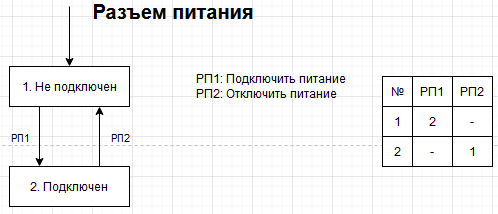 Разъем питания
1. Не подключен
РП1: Подключить питание
РП2: Отключить питание
РП1
РП2
2. Подключен
№ РП1 РП2
1 2 -
2 - 1